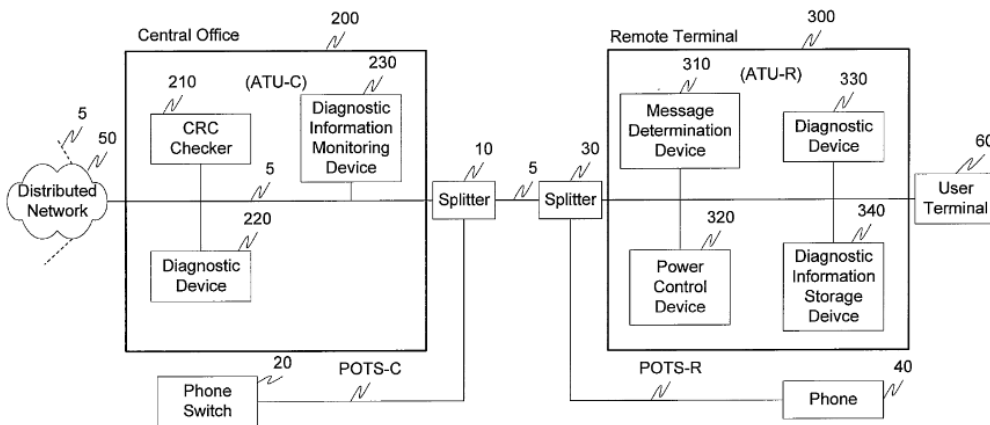 200
300
Central Office
Remote Terminal
210
(ATU-C)
230
310
(ATU-R)
330
5
50
CRC
Checker
Diagnostic
Information
Monitoring
Device
Message
Determination
Device
Diagnostic
Device
60
5
10
5
30
Distributed
Network
Splitter
Splitter
User
Terminal
220
320
340
Diagnostic
Device
Power
Control
Device
Diagnostic
Information
Storage
Deivce
20
POTS-C
POTS-R
40
Phone
Switch
Phone